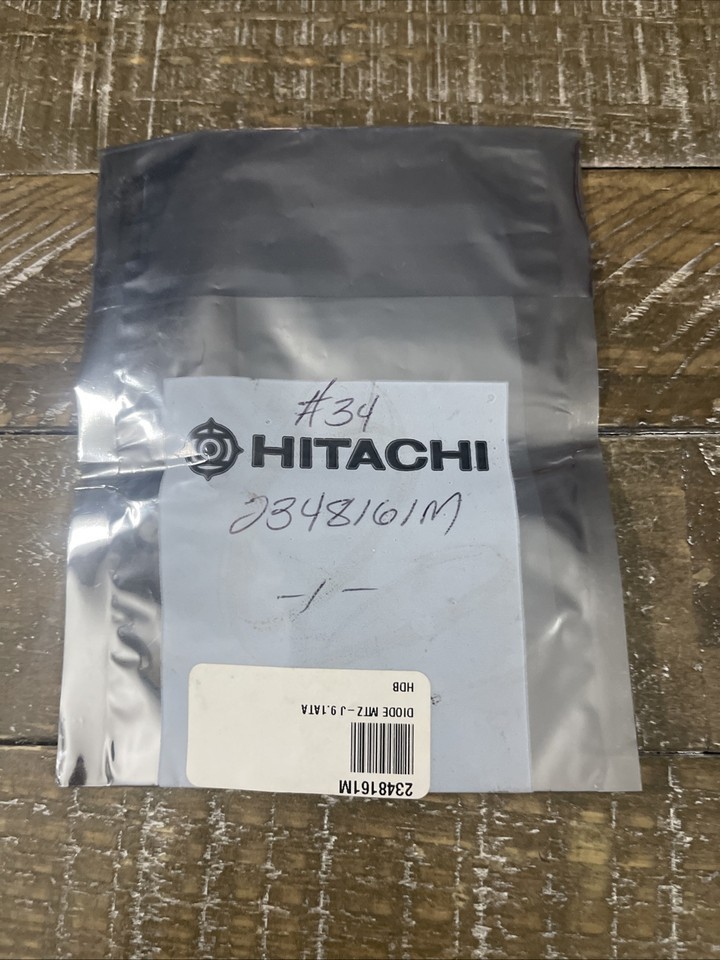 #34
HITACHI
2348161M
-1-
2348161M
DIODE MTZ-J 9.1ATA
HDB